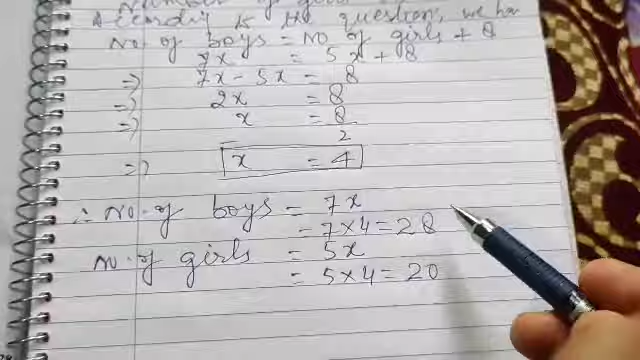 Number of
According to the question, we have
No. of boys = No of girls + 8
7x = 5x + 8
=> 7x - 5x = 8
=> 2x = 8
=> x = 8
2
=> x = 4
∴ No. of boys = 7x
= 7×4 = 28
No. of girls = 5x
= 5×4 = 20